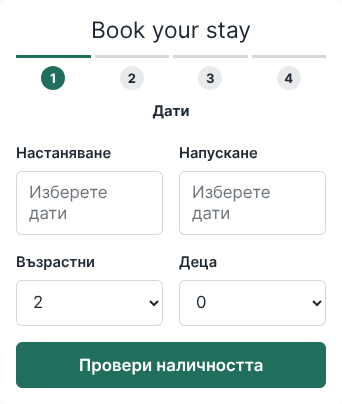 Book your stay
1 2 3 4
Дати
Настаняване Напускане
Изберете Изберете
дати дати
Възрастни Деца
2 0
Провери наличността